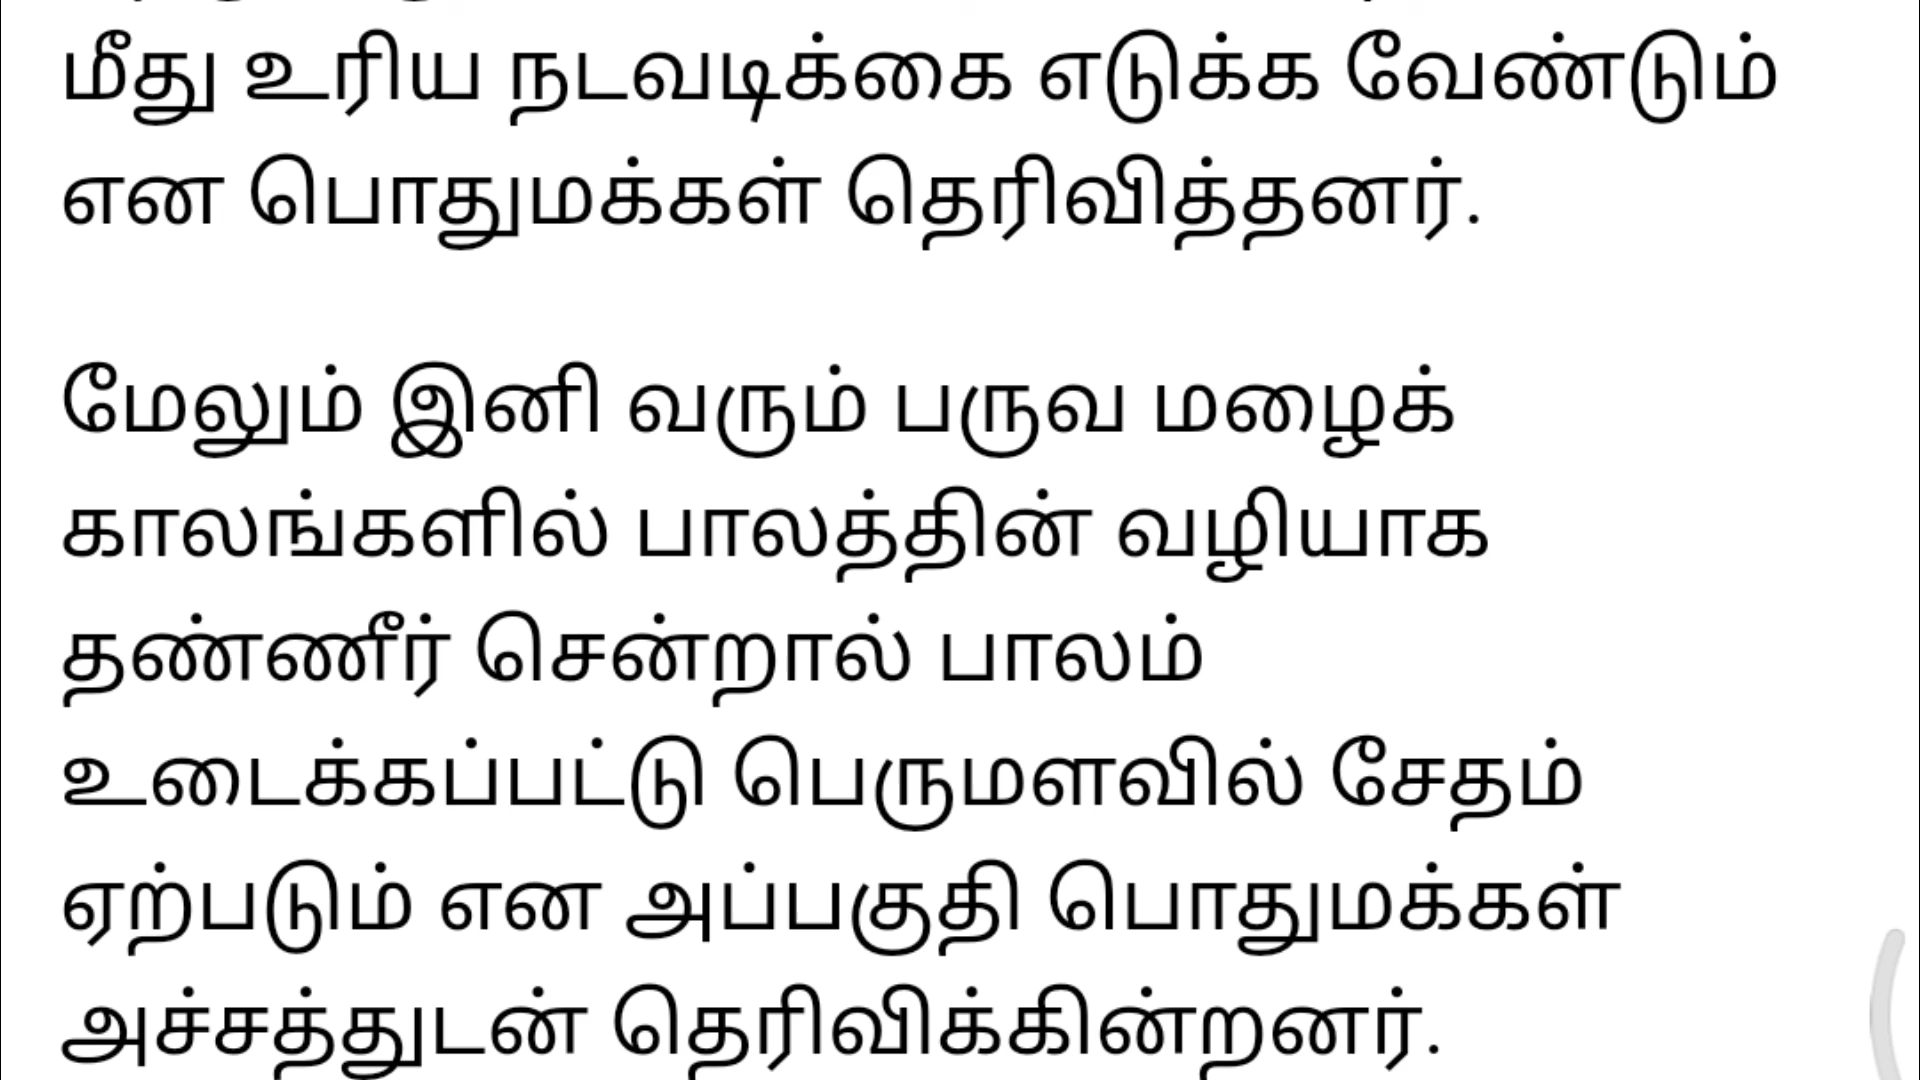 மீது உரிய நடவடிக்கை எடுக்க வேண்டும்
என பொதுமக்கள் தெரிவித்தனர்.
மேலும் இனி வரும் பருவ மழைக்
காலங்களில் பாலத்தின் வழியாக
தண்ணீர் சென்றால் பாலம்
உடைக்கப்பட்டு பெருமளவில் சேதம்
ஏற்படும் என அப்பகுதி பொதுமக்கள்
அச்சத்துடன் தெரிவிக்கின்றனர்.